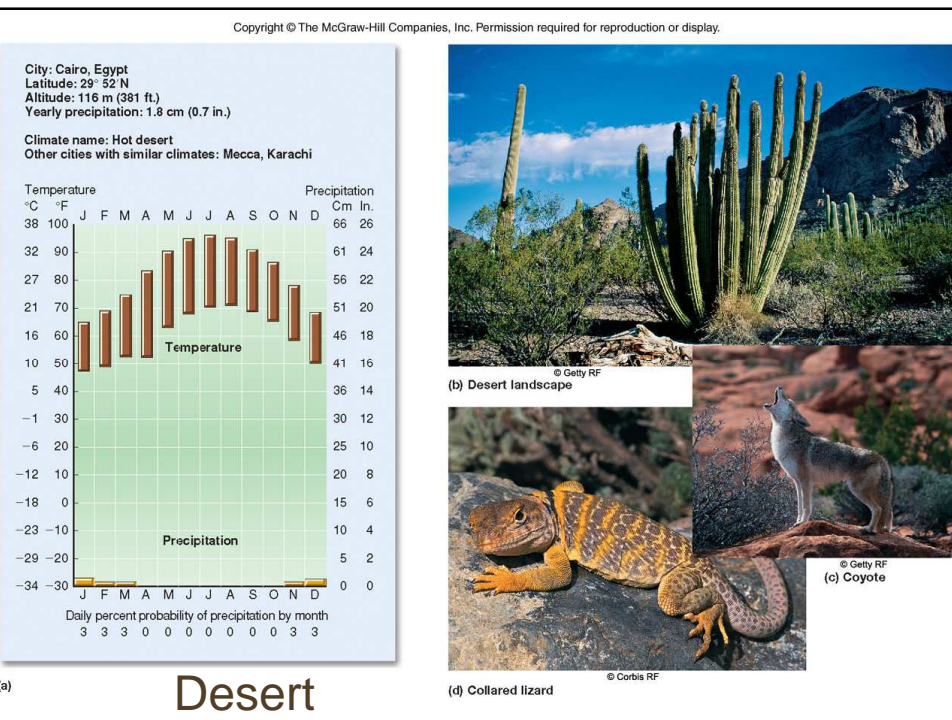 Copyright © The McGraw-Hill Companies, Inc. Permission required for reproduction or display.
City: Cairo, Egypt
Latitude: 29° 52′N
Altitude: 116 m (381 ft.)
Yearly precipitation: 1.8 cm (0.7 in.)
Climate name: Hot desert
Other cities with similar climates: Mecca, Karachi
Temperature Precipitation
°C °F J F M A M J J A S O N D Cm In.
38 100 66 26
32 90 61 24
27 80 56 22
21 70 51 20
16 60 46 18
Temperature
10 50 41 16
5 40 36 14
−1 30 30 12
−6 20 25 10
−12 10 20 8
−18 0 15 6
−23 −10 10 4
Precipitation
−29 −20 5 2
−34 −30 0 0
J F M A M J J A S O N D
Daily percent probability of precipitation by month
3 3 3 0 0 0 0 0 0 0 3 3
(a)
Desert
© Getty RF
(b) Desert landscape
© Getty RF
(c) Coyote
© Corbis RF
(d) Collared lizard